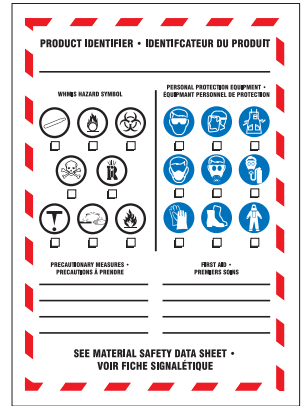 PRODUCT IDENTIFIER • IDENTIFCATEUR DU PRODUIT
WHMIS HAZARD SYMBOL
PERSONAL PROTECTION EQUIPMENT •
ÉQUIPMANT PERSONNEL DE PROTECTION
R
PRECAUTIONARY MEASURES •
PRECAUTIONS À PRENDRE
FIRST AID •
PREMIERS SOINS
SEE MATERIAL SAFETY DATA SHEET •
VOIR FICHE SIGNALÉTIQUE